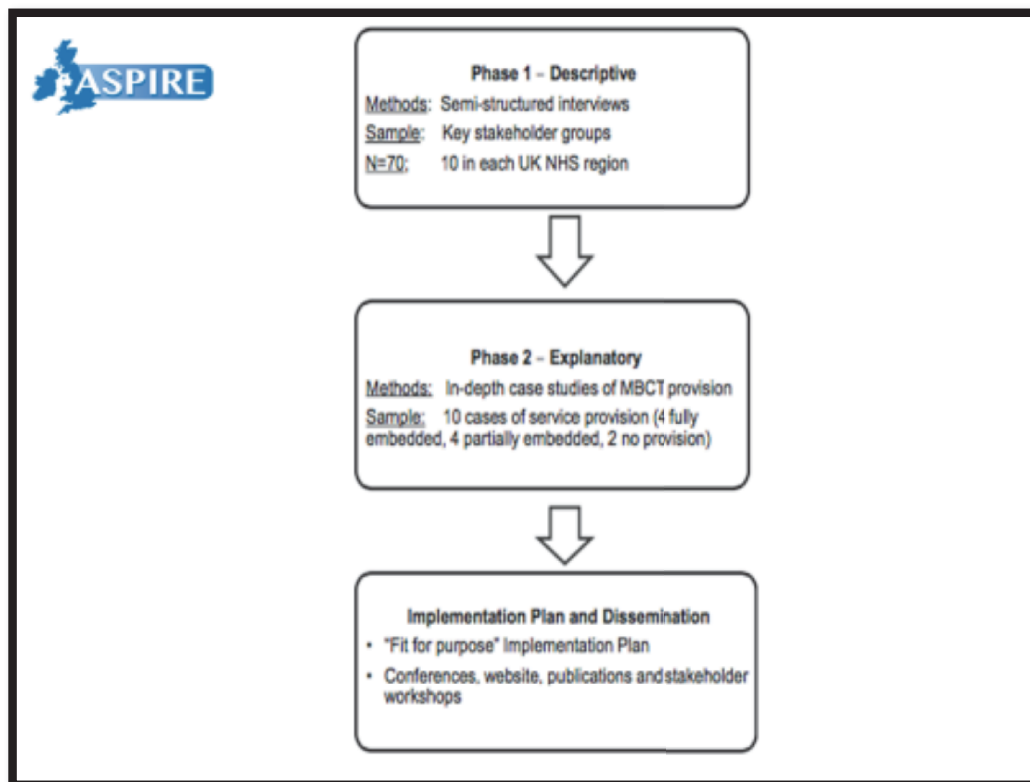 ASPIRE
Phase 1 – Descriptive
Methods: Semi-structured interviews
Sample: Key stakeholder groups
N=70; 10 in each UK NHS region
Phase 2 – Explanatory
Methods: In-depth case studies of MBCT provision
Sample: 10 cases of service provision (4 fully
embedded, 4 partially embedded, 2 no provision)
Implementation Plan and Dissemination
• "Fit for purpose" Implementation Plan
• Conferences, website, publications and stakeholder
workshops